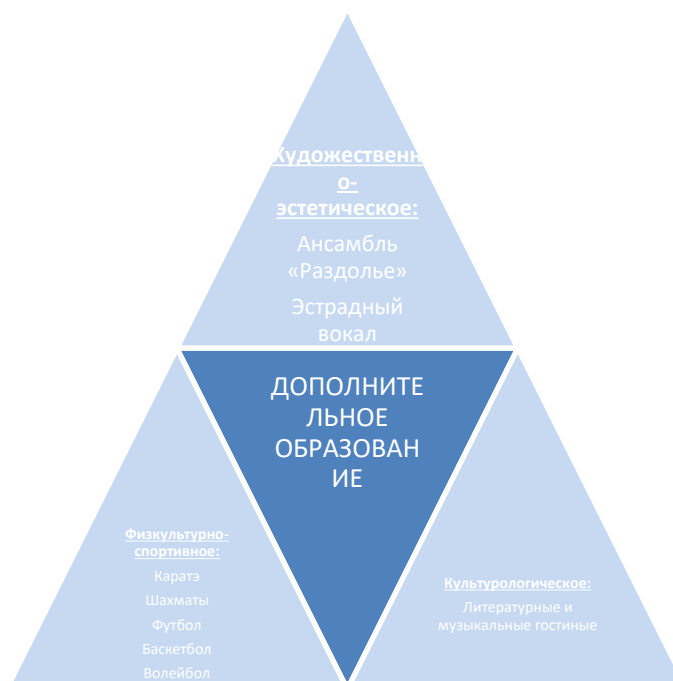 Художественн
о-
эстетическое:
Ансамбль
«Раздолье»
Эстрадный
вокал
ДОПОЛНИТЕ
ЛЬНОЕ
ОБРАЗОВАН
ИЕ
Физкультурно-
спортивное:
Каратэ
Шахматы
Футбол
Баскетбол
Волейбол
Культурологическое:
Литературные и
музыкальные гостиные